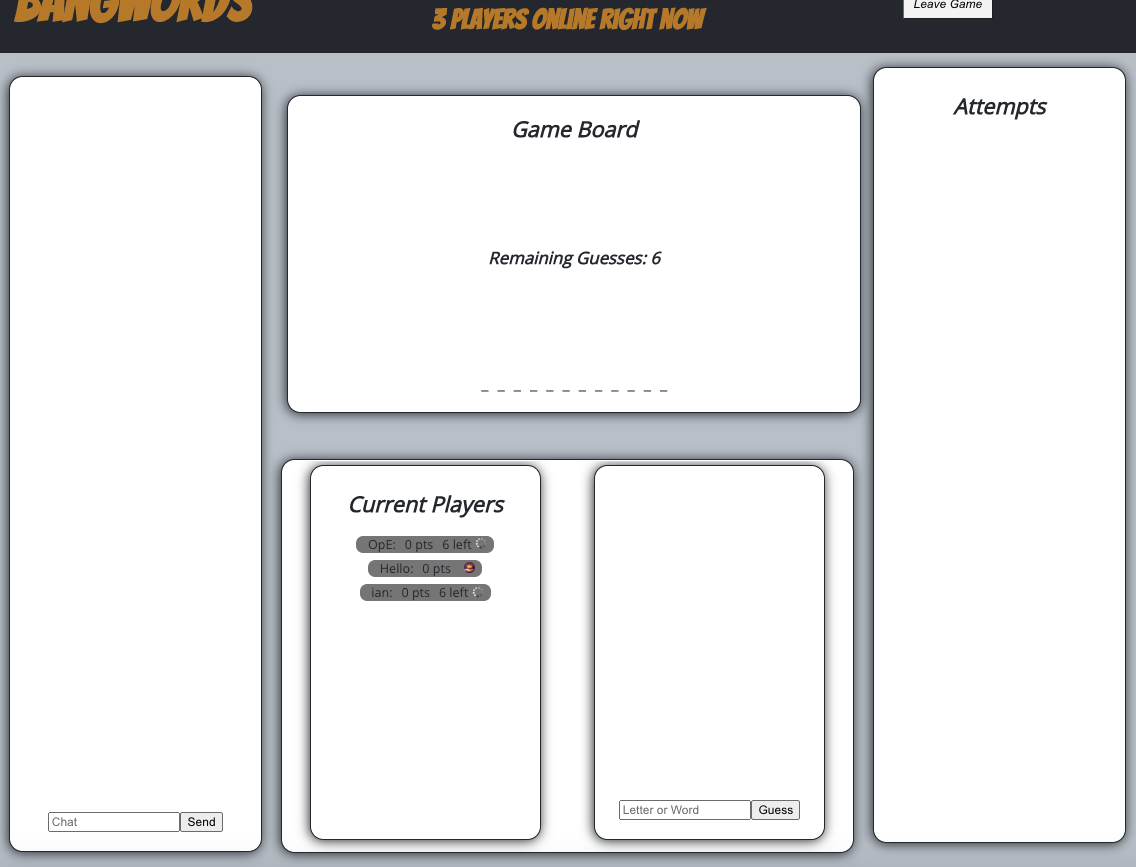 BANGWORDS
3 PLAYERS ONLINE RIGHT NOW
Leave Game
Game Board
Remaining Guesses: 6
_ _ _ _ _ _ _ _ _ _ _ _
Attempts
Current Players
OpE: 0 pts 6 left
Hello: 0 pts
ian: 0 pts 6 left
Chat
Send
Letter or Word
Guess